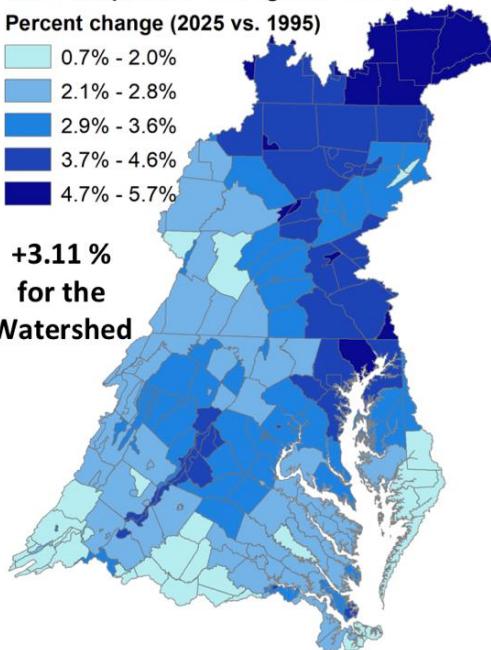 Percent change (2025 vs. 1995)
0.7% - 2.0%
2.1% - 2.8%
2.9% - 3.6%
3.7% - 4.6%
4.7% - 5.7%
+3.11 %
for the
Watershed